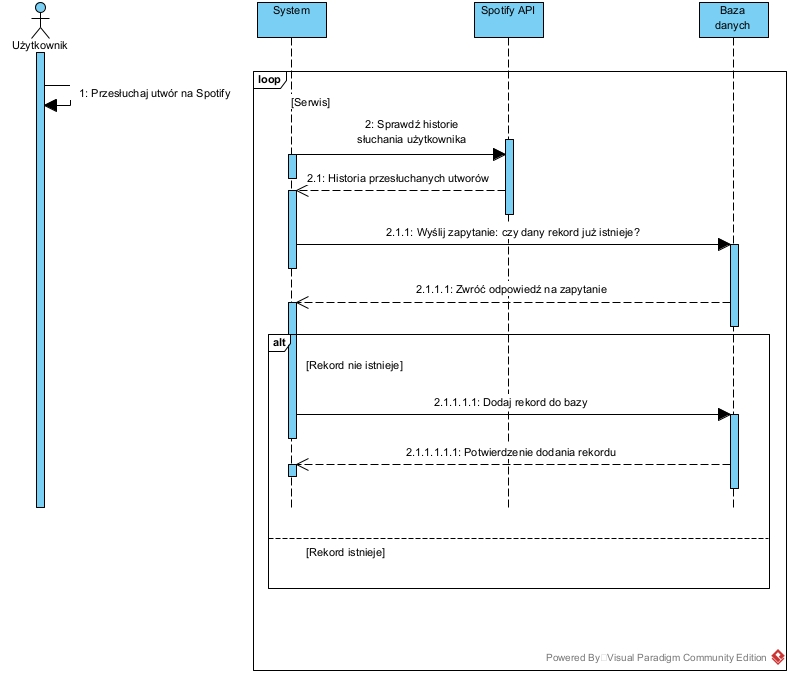 System
Spotify API
Baza
danych
Użytkownik
loop
1: Przesłuchaj utwór na Spotify
[Serwis]
2: Sprawdź historie
słuchania użytkownika
2.1: Historia przesłuchanych utworów
2.1.1: Wyślij zapytanie: czy dany rekord już istnieje?
2.1.1.1: Zwróć odpowiedź na zapytanie
alt
[Rekord nie istnieje]
2.1.1.1.1: Dodaj rekord do bazy
2.1.1.1.1.1: Potwierdzenie dodania rekordu
[Rekord istnieje]
Powered By Visual Paradigm Community Edition